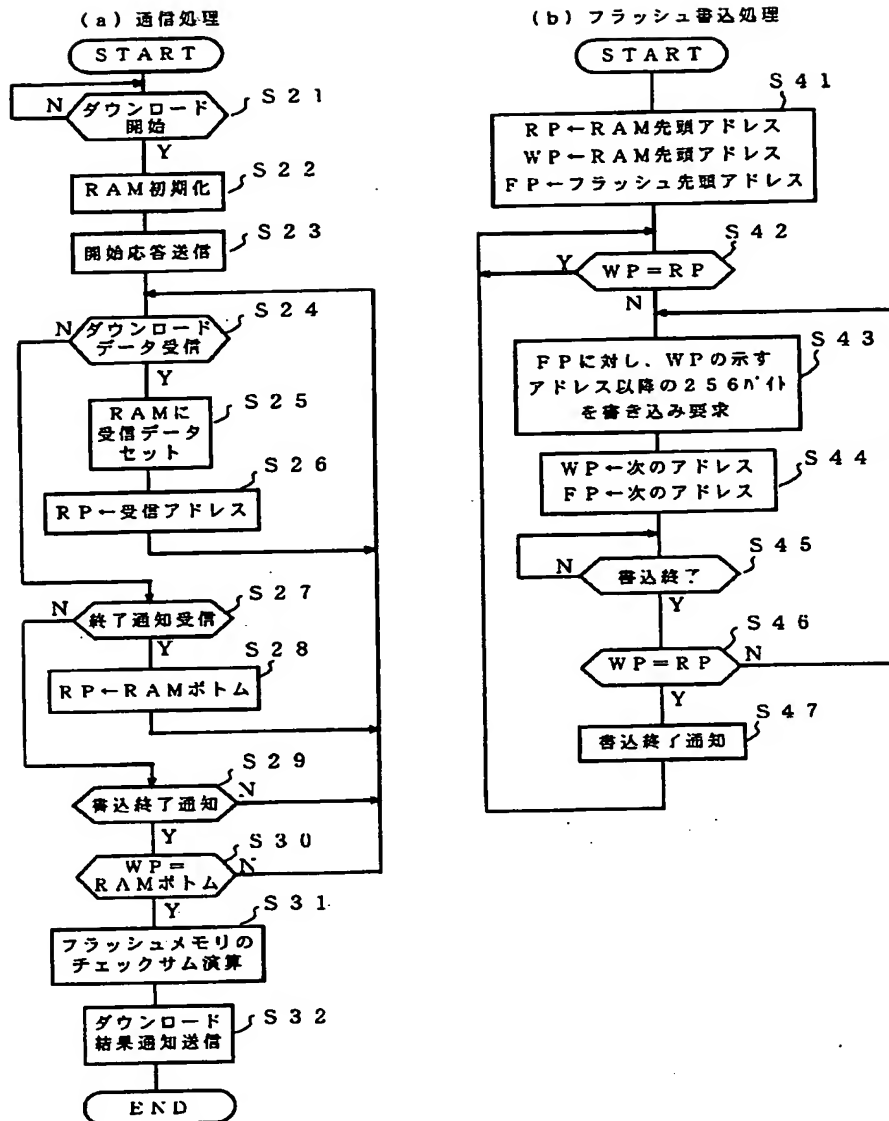 (a) 通信処理
START
S21
N
ダウンロード
開始
Y
S22
RAM初期化
S23
開始応答送信
S24
N
ダウンロード
データ受信
Y
S25
RAMに
受信データ
セット
S26
RP←受信アドレス
S27
N
終了通知受信
Y
S28
RP←RAMボトム
S29
書込終了通知
N
Y
S30
WP=
RAMボトム
N
Y
S31
フラッシュメモリの
チェックサム演算
S32
ダウンロード
結果通知送信
END
(b) フラッシュ書込処理
START
S41
RP←RAM先頭アドレス
WP←RAM先頭アドレス
FP←フラッシュ先頭アドレス
S42
Y
WP=RP
N
S43
FPに対し、WPの示す
アドレス以降の256バイト
を書き込み要求
S44
WP←次のアドレス
FP←次のアドレス
S45
N
書込終了
Y
S46
WP=RP
N
Y
S47
書込終了通知